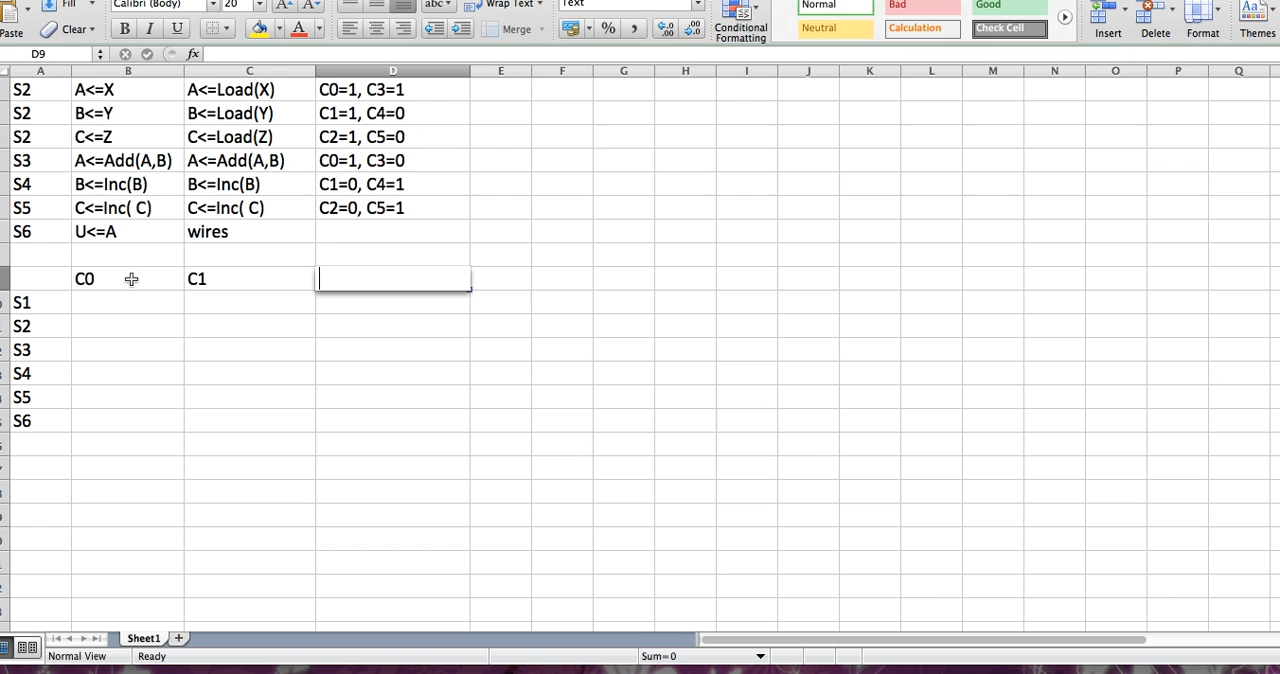 Fill Calibri (Body) 20 A A abc Wrap Text Text Normal Bad Good
Paste Clear B I U A Merge % , .0 .00 Conditional Formatting Neutral Calculation Check Cell Insert Delete Format Themes
D9 fx
A B C D E F G H I J K L M N O P Q
S2 A<=X A<=Load(X) C0=1, C3=1
S2 B<=Y B<=Load(Y) C1=1, C4=0
S2 C<=Z C<=Load(Z) C2=1, C5=0
S3 A<=Add(A,B) A<=Add(A,B) C0=1, C3=0
S4 B<=Inc(B) B<=Inc(B) C1=0, C4=1
S5 C<=Inc( C) C<=Inc( C) C2=0, C5=1
S6 U<=A wires
C0 C1
S1
S2
S3
S4
S5
S6
Sheet1
Normal View Ready Sum=0